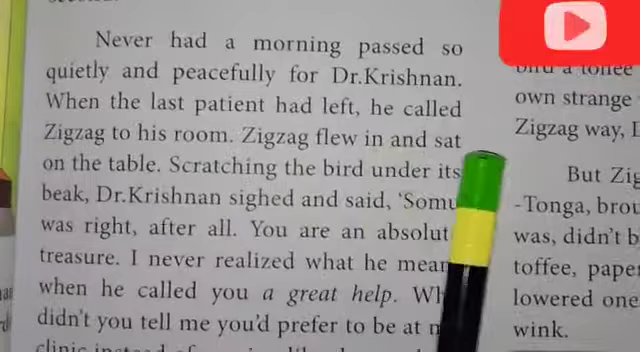 Never had a morning passed so
quietly and peacefully for Dr.Krishnan.
When the last patient had left, he called
Zigzag to his room. Zigzag flew in and sat
on the table. Scratching the bird under its
beak, Dr.Krishnan sighed and said, ‘Somu
was right, after all. You are an absolut
treasure. I never realized what he mean
when he called you a great help. Wh
didn’t you tell me you’d prefer to be at
clinic instead of
own strange
Zigzag way,
But Zig
-Tonga, brou
was, didn’t b
toffee, pape
lowered one
wink.